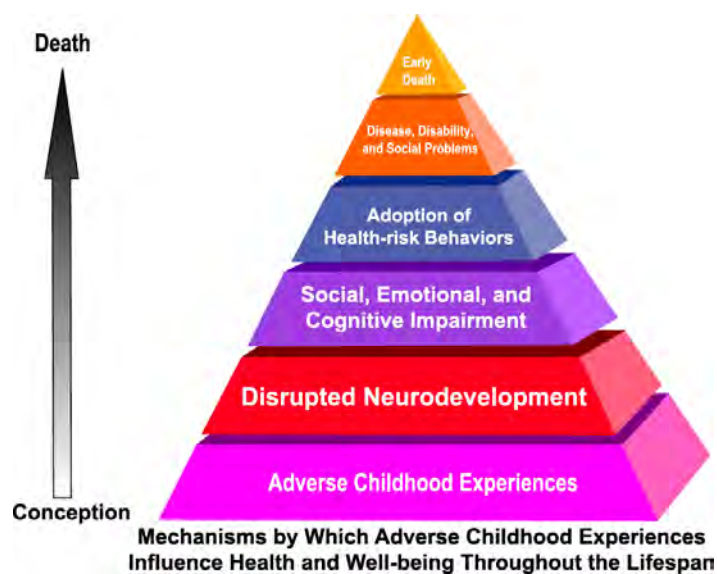 Death
Early
Death
Disease, Disability,
and Social Problems
Adoption of
Health-risk Behaviors
Social, Emotional, and
Cognitive Impairment
Disrupted Neurodevelopment
Adverse Childhood Experiences
Conception
Mechanisms by Which Adverse Childhood Experiences
Influence Health and Well-being Throughout the Lifespan